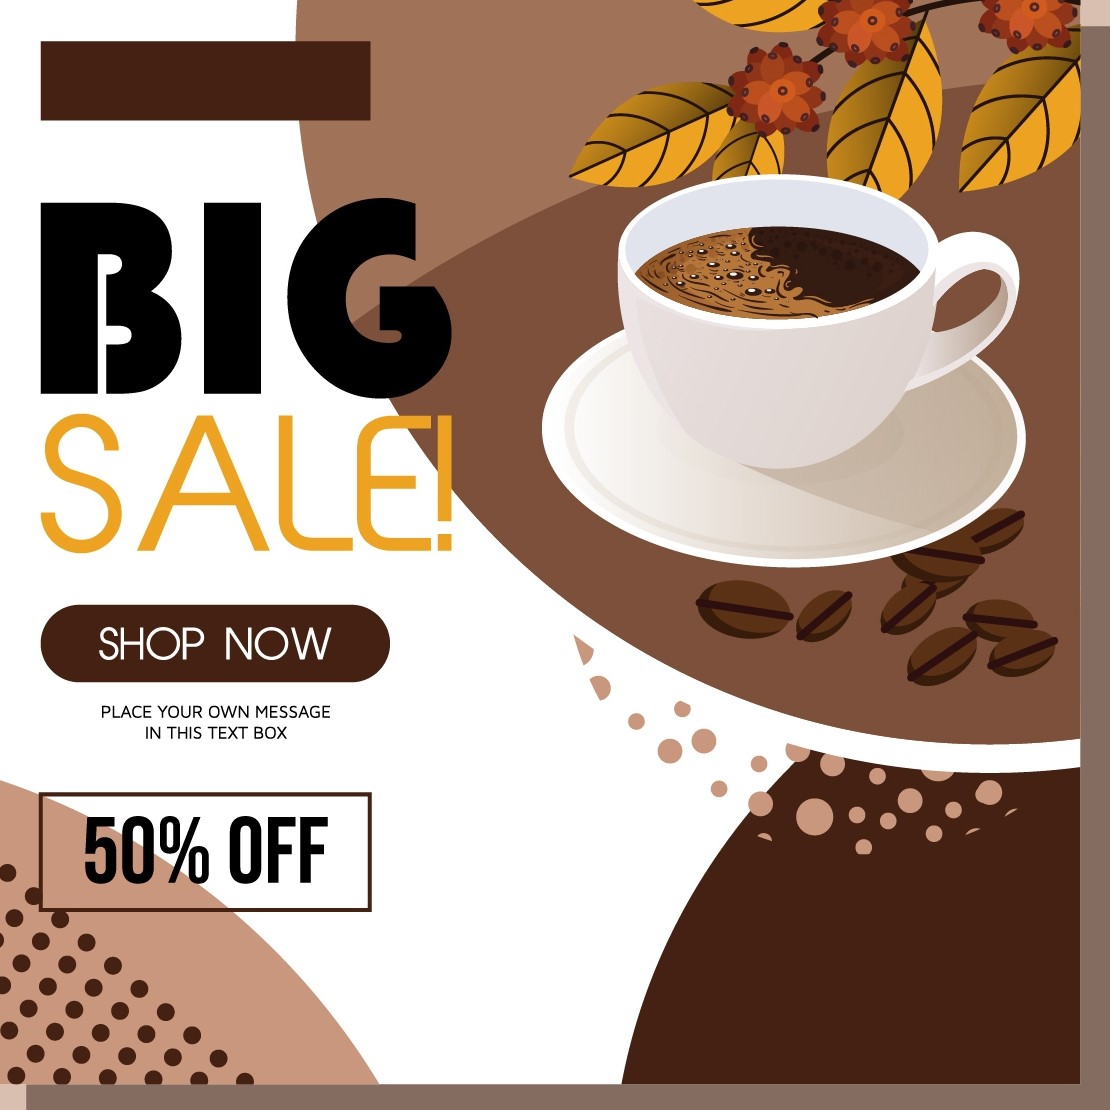 BIG
SALE!
SHOP NOW
PLACE YOUR OWN MESSAGE
IN THIS TEXT BOX
50% OFF